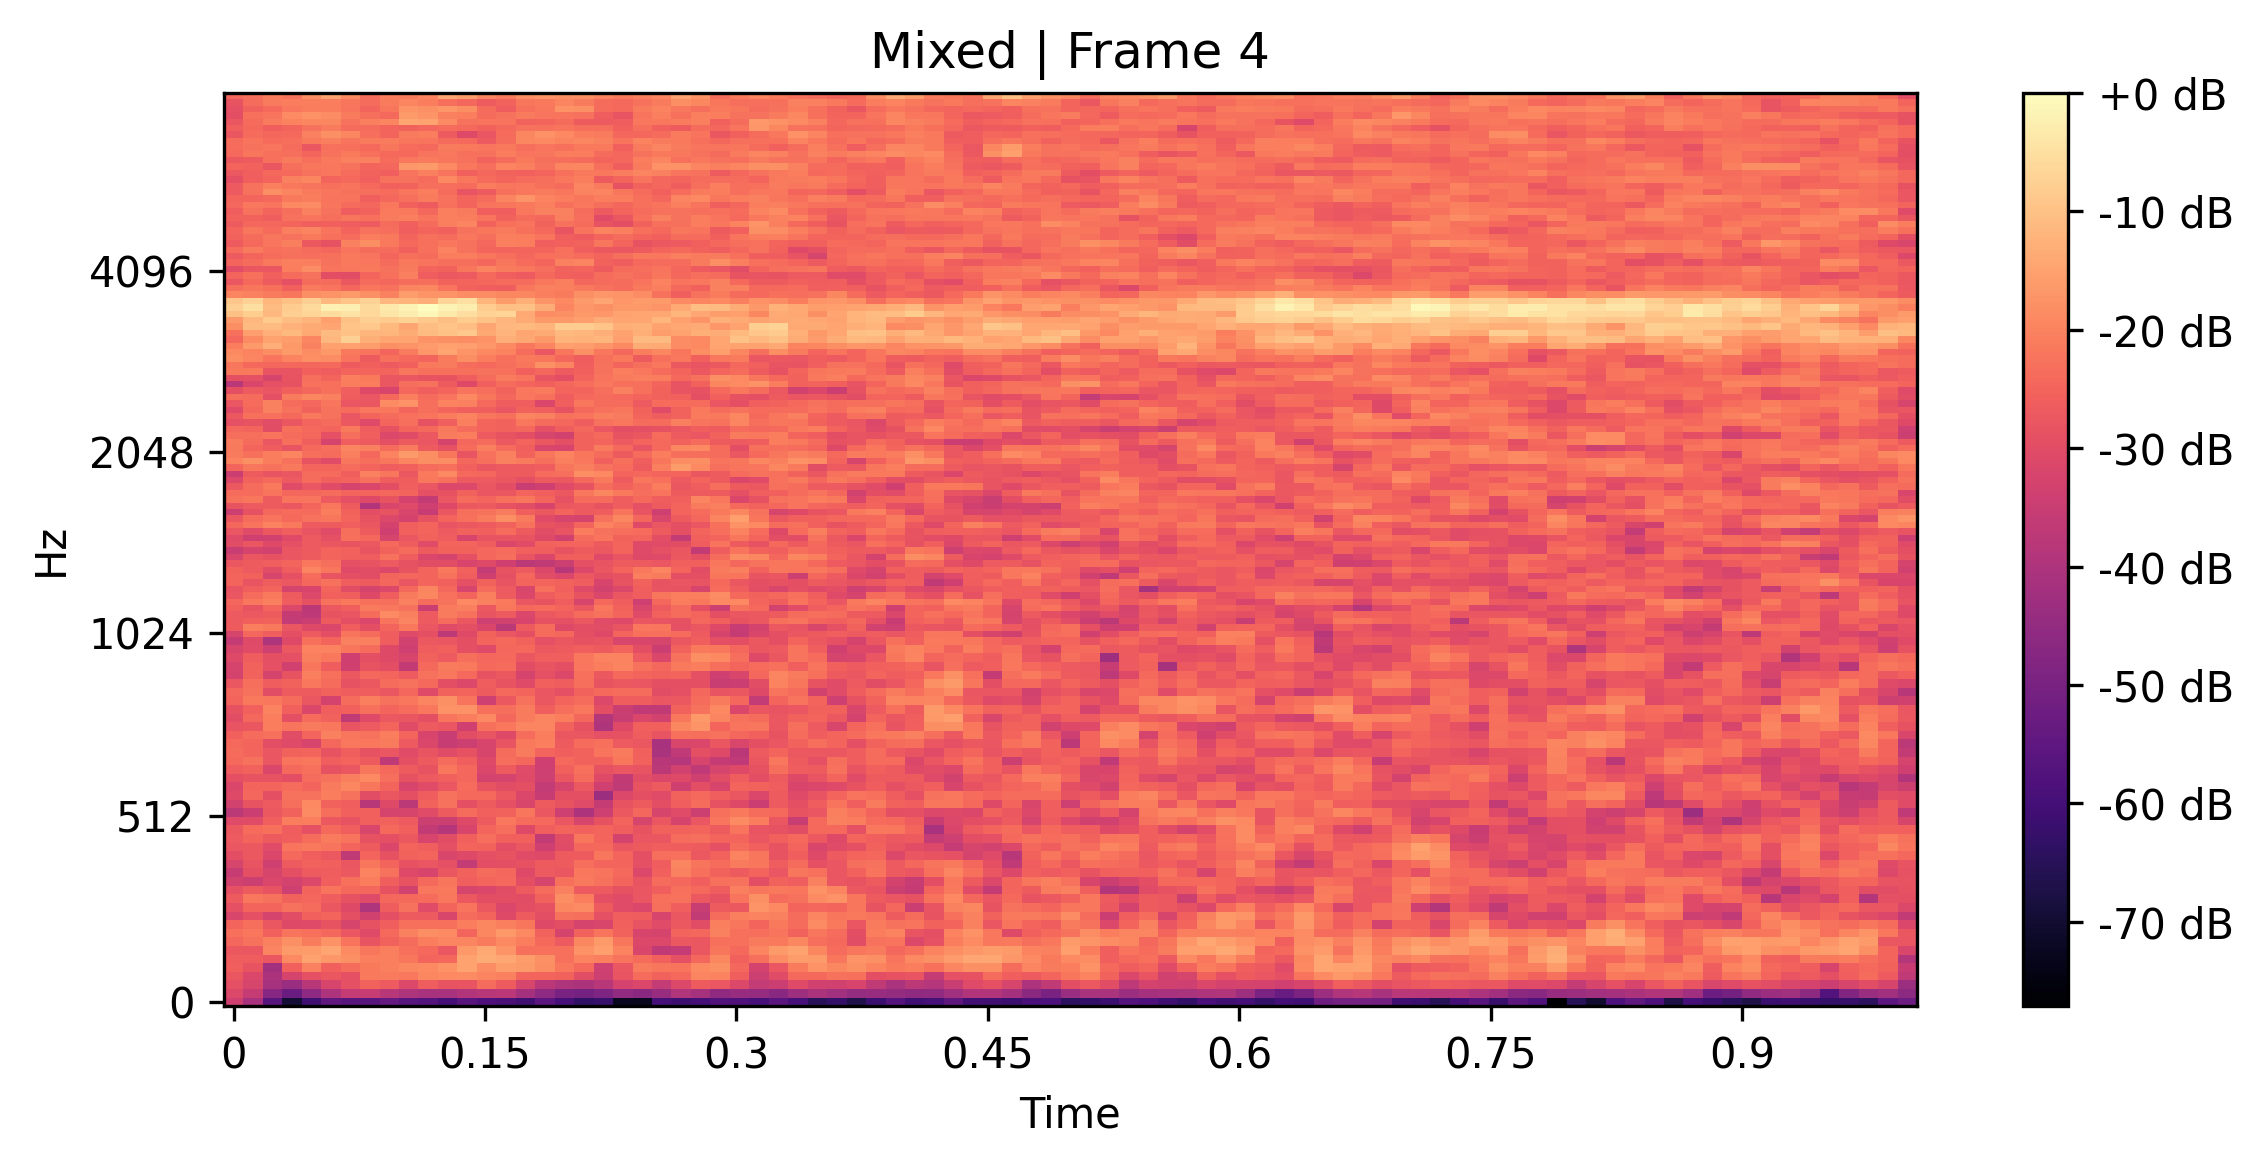 Mixed | Frame 4
Hz
4096
2048
1024
512
0
0 0.15 0.3 0.45 0.6 0.75 0.9
Time
+0 dB
-10 dB
-20 dB
-30 dB
-40 dB
-50 dB
-60 dB
-70 dB